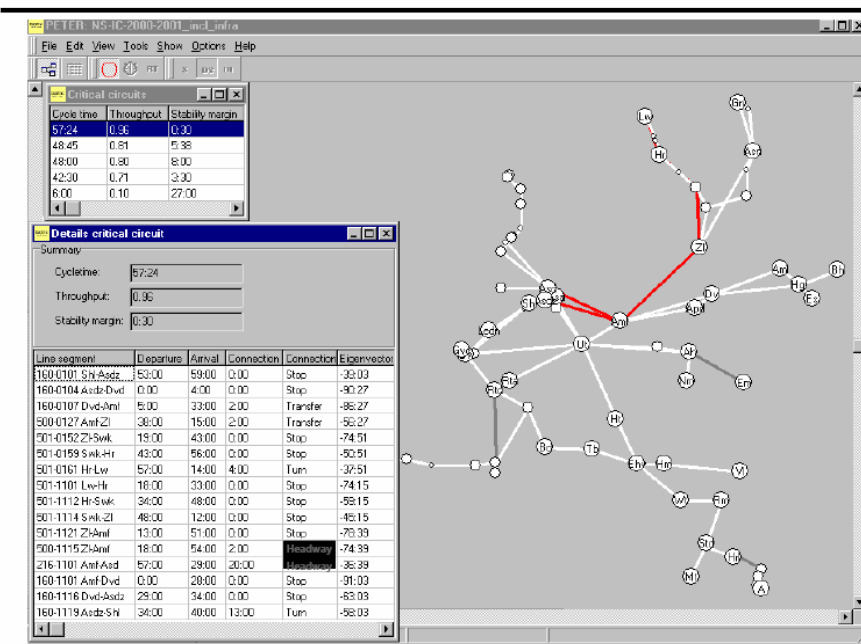 PETER: NS-IC-2000-2001_incl_infra
File Edit View Tools Show Options Help
RT S
Critical circuits
Cycle time Throughput Stability margin
57:24 0.96 0:30
48:45 0.81 5:38
48:00 0.80 8:00
42:30 0.71 3:30
6:00 0.10 27:00
Details critical circuit
Summary
Cycletime: 57:24
Throughput: 0.96
Stability margin: 0:30
Line segment Departure Arrival Connection Connection Eigenvector
160-0101 Shl-Asdz 53:00 59:00 0:00 Stop -39:03
160-0104 Asdz-Dvd 0:00 4:00 0:00 Stop -90:27
160-0107 Dvd-Amf 5:00 33:00 2:00 Transfer -86:27
500-0127 Amf-Zl 38:00 15:00 2:00 Transfer -56:27
501-0152 Zl-Swk 19:00 43:00 0:00 Stop -74:51
501-0159 Swk-Hr 43:00 56:00 0:00 Stop -50:51
501-0161 Hr-Lw 57:00 14:00 4:00 Turn -37:51
501-1101 Lw-Hr 18:00 33:00 0:00 Stop -74:15
501-1112 Hr-Swk 34:00 48:00 0:00 Stop -59:15
501-1114 Swk-Zl 48:00 12:00 0:00 Stop -45:15
501-1121 Zl-Amf 13:00 51:00 0:00 Stop -78:39
500-1115 Zl-Amf 18:00 54:00 2:00 Headway -74:39
216-1101 Amf-Asd 57:00 29:00 20:00 Headway -36:39
160-1101 Amf-Dvd 0:00 28:00 0:00 Stop -91:03
160-1116 Dvd-Asdz 29:00 34:00 0:00 Stop -63:03
160-1119 Asdz-Shl 34:00 40:00 13:00 Turn -58:03
Gn
Lw
Hr
Asn
Zl
Aml
Bh
Hg
Es
Dv
Apd
Asd
Shl
Amf
Ledn
Ut
Gvc
Ah
Rta
Rtd
Nm
Em
Ht
Bd
Tb
Ehv
Hm
Vl
Wt
Rm
Std
Hrl
Mt
A